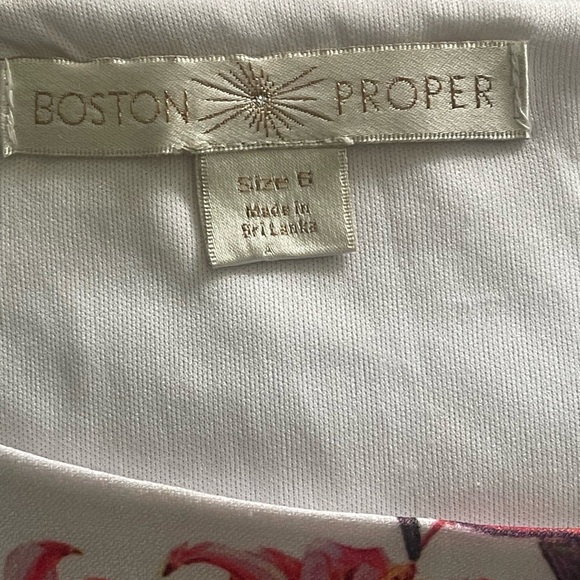 BOSTON PROPER
Size 6
Made in
Sri Lanka
A